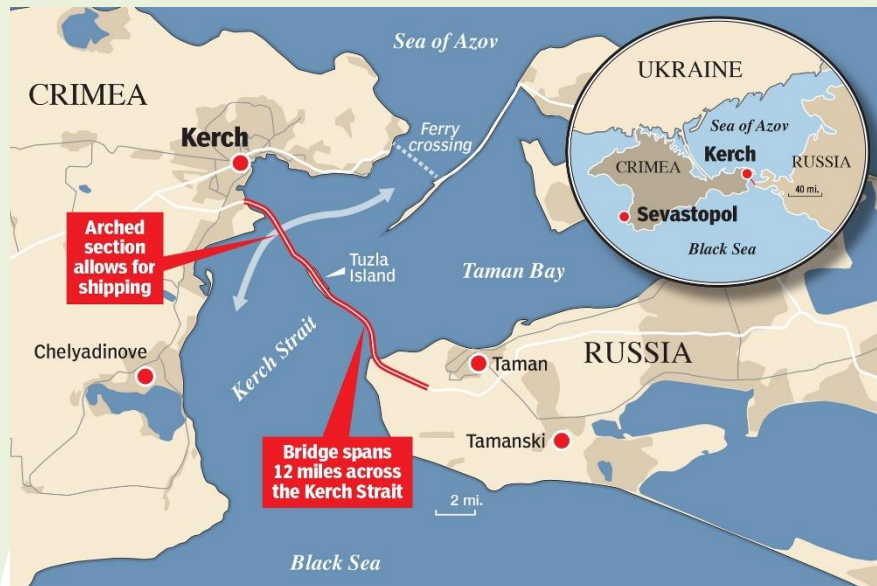 Sea of Azov
CRIMEA
Kerch
Ferry
crossing
Arched
section
allows for
shipping
Tuzla
Island
Taman Bay
Kerch Strait
Chelyadinove
RUSSIA
Taman
Tamanski
Bridge spans
12 miles across
the Kerch Strait
2 mi.
Black Sea
UKRAINE
Sea of Azov
Kerch
CRIMEA
RUSSIA
40 mi.
Sevastopol
Black Sea